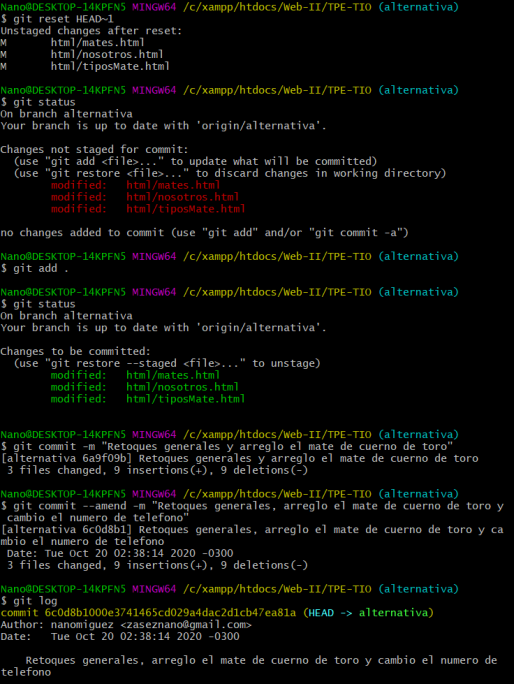 Nano@DESKTOP-14KPFN5 MINGW64 /c/xampp/htdocs/Web-II/TPE-TIO (alternativa)
$ git reset HEAD~1
Unstaged changes after reset:
M       html/mates.html
M       html/nosotros.html
M       html/tiposMate.html
Nano@DESKTOP-14KPFN5 MINGW64 /c/xampp/htdocs/Web-II/TPE-TIO (alternativa)
$ git status
On branch alternativa
Your branch is up to date with 'origin/alternativa'.
Changes not staged for commit:
  (use "git add <file>..." to update what will be committed)
  (use "git restore <file>..." to discard changes in working directory)
        modified:   html/mates.html
        modified:   html/nosotros.html
        modified:   html/tiposMate.html
no changes added to commit (use "git add" and/or "git commit -a")
Nano@DESKTOP-14KPFN5 MINGW64 /c/xampp/htdocs/Web-II/TPE-TIO (alternativa)
$ git add .
Nano@DESKTOP-14KPFN5 MINGW64 /c/xampp/htdocs/Web-II/TPE-TIO (alternativa)
$ git status
On branch alternativa
Your branch is up to date with 'origin/alternativa'.
Changes to be committed:
  (use "git restore --staged <file>..." to unstage)
        modified:   html/mates.html
        modified:   html/nosotros.html
        modified:   html/tiposMate.html
Nano@DESKTOP-14KPFN5 MINGW64 /c/xampp/htdocs/Web-II/TPE-TIO (alternativa)
$ git commit -m "Retoques generales y arreglo el mate de cuerno de toro"
[alternativa 6a9f09b] Retoques generales y arreglo el mate de cuerno de toro
 3 files changed, 9 insertions(+), 9 deletions(-)
Nano@DESKTOP-14KPFN5 MINGW64 /c/xampp/htdocs/Web-II/TPE-TIO (alternativa)
$ git commit --amend -m "Retoques generales, arreglo el mate de cuerno de toro y
 cambio el numero de telefono"
[alternativa 6c0d8b1] Retoques generales, arreglo el mate de cuerno de toro y ca
mbio el numero de telefono
 Date: Tue Oct 20 02:38:14 2020 -0300
 3 files changed, 9 insertions(+), 9 deletions(-)
Nano@DESKTOP-14KPFN5 MINGW64 /c/xampp/htdocs/Web-II/TPE-TIO (alternativa)
$ git log
commit 6c0d8b1000e3741465cd029a4dac2d1cb47ea81a (HEAD -> alternativa)
Author: nanomiguez <zaseznano@gmail.com>
Date:   Tue Oct 20 02:38:14 2020 -0300
    Retoques generales, arreglo el mate de cuerno de toro y cambio el numero de
telefono